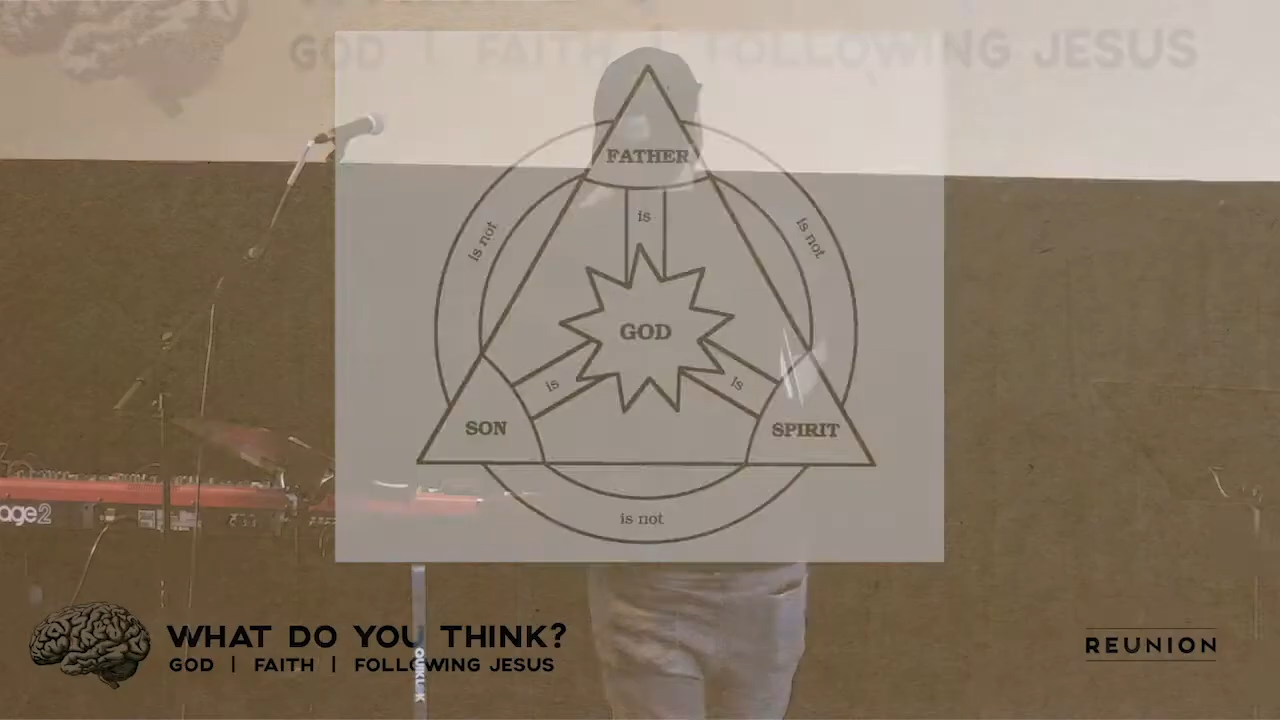 GOD | FAITH | FOLLOWING JESUS
FATHER
is
is not
is not
GOD
is
is
SON
SPIRIT
is not
age2
WHAT DO YOU THINK?
GOD | FAITH | FOLLOWING JESUS
REUNION